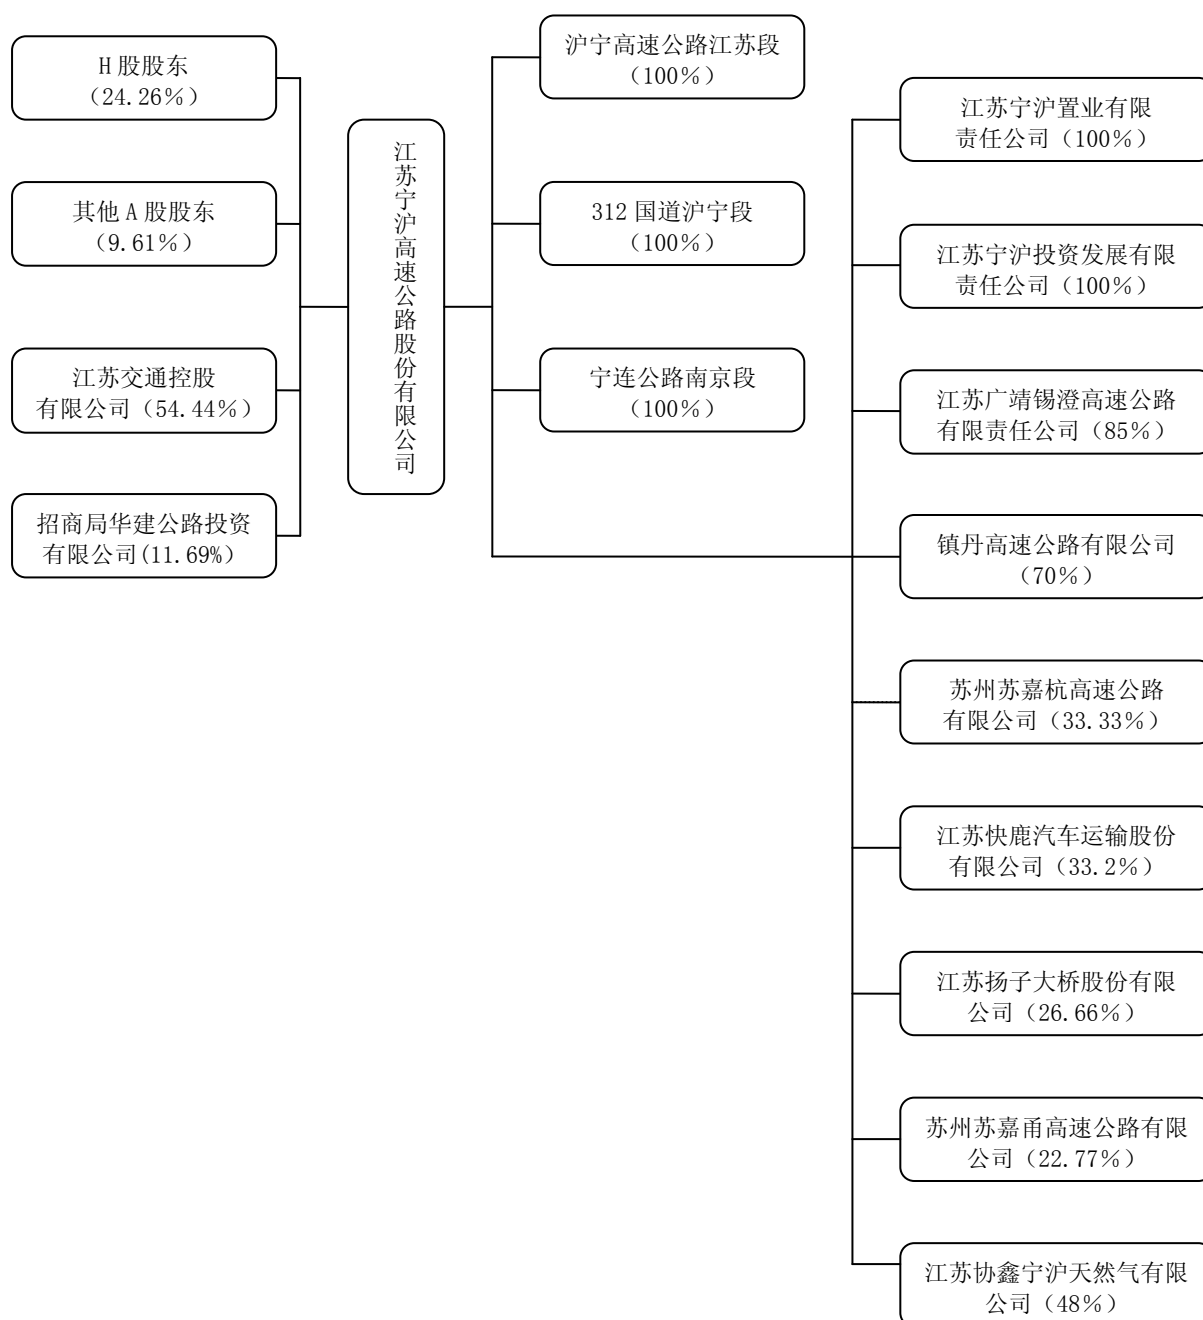 H 股股东
（24.26％）
其他 A 股股东
（9.61％）
江苏交通控股
有限公司（54.44％）
招商局华建公路投资
有限公司(11.69%)
江苏宁沪高速公路股份有限公司
沪宁高速公路江苏段
（100％）
312 国道沪宁段
（100％）
宁连公路南京段
（100％）
江苏宁沪置业有限
责任公司（100％）
江苏宁沪投资发展有限
责任公司（100％）
江苏广靖锡澄高速公路
有限责任公司（85％）
镇丹高速公路有限公司
（70％）
苏州苏嘉杭高速公路
有限公司（33.33％）
江苏快鹿汽车运输股份
有限公司（33.2％）
江苏扬子大桥股份有限
公司（26.66％）
苏州苏嘉甬高速公路有限
公司（22.77％）
江苏协鑫宁沪天然气有限
公司（48％）